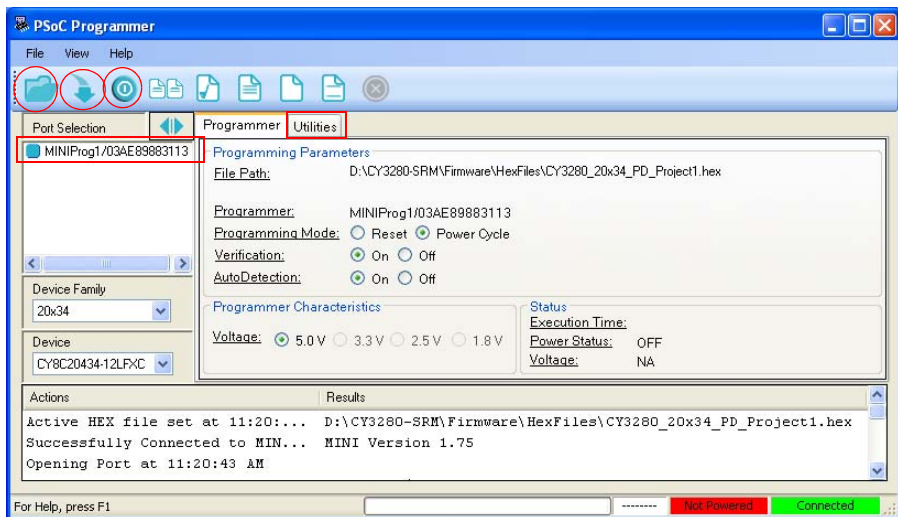 PSoC Programmer
File View Help
Port Selection
Programmer Utilities
MINIProg1/03AE89883113
Programming Parameters
File Path: D:\CY3280-SRM\Firmware\HexFiles\CY3280_20x34_PD_Project1.hex
Programmer: MINIProg1/03AE89883113
Programming Mode: Reset Power Cycle
Verification: On Off
AutoDetection: On Off
Device Family
20x34
Device
CY8C20434-12LFXC
Programmer Characteristics
Voltage: 5.0 V 3.3 V 2.5 V 1.8 V
Status
Execution Time:
Power Status: OFF
Voltage: NA
Actions Results
Active HEX file set at 11:20:... D:\CY3280-SRM\Firmware\HexFiles\CY3280_20x34_PD_Project1.hex
Successfully Connected to MIN... MINI Version 1.75
Opening Port at 11:20:43 AM
For Help, press F1
-------- Not Powered Connected